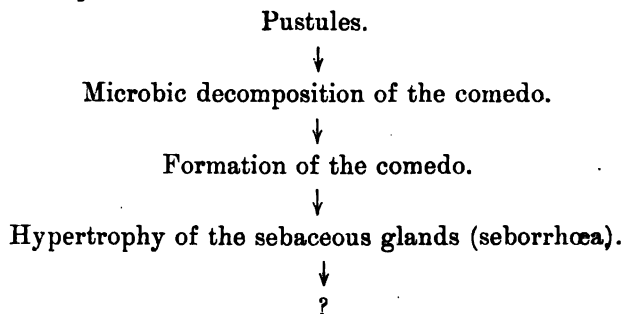 Pustules.
↓
Microbic decomposition of the comedo.
↓
Formation of the comedo.
↓
Hypertrophy of the sebaceous glands (seborrhœa).
↓
?